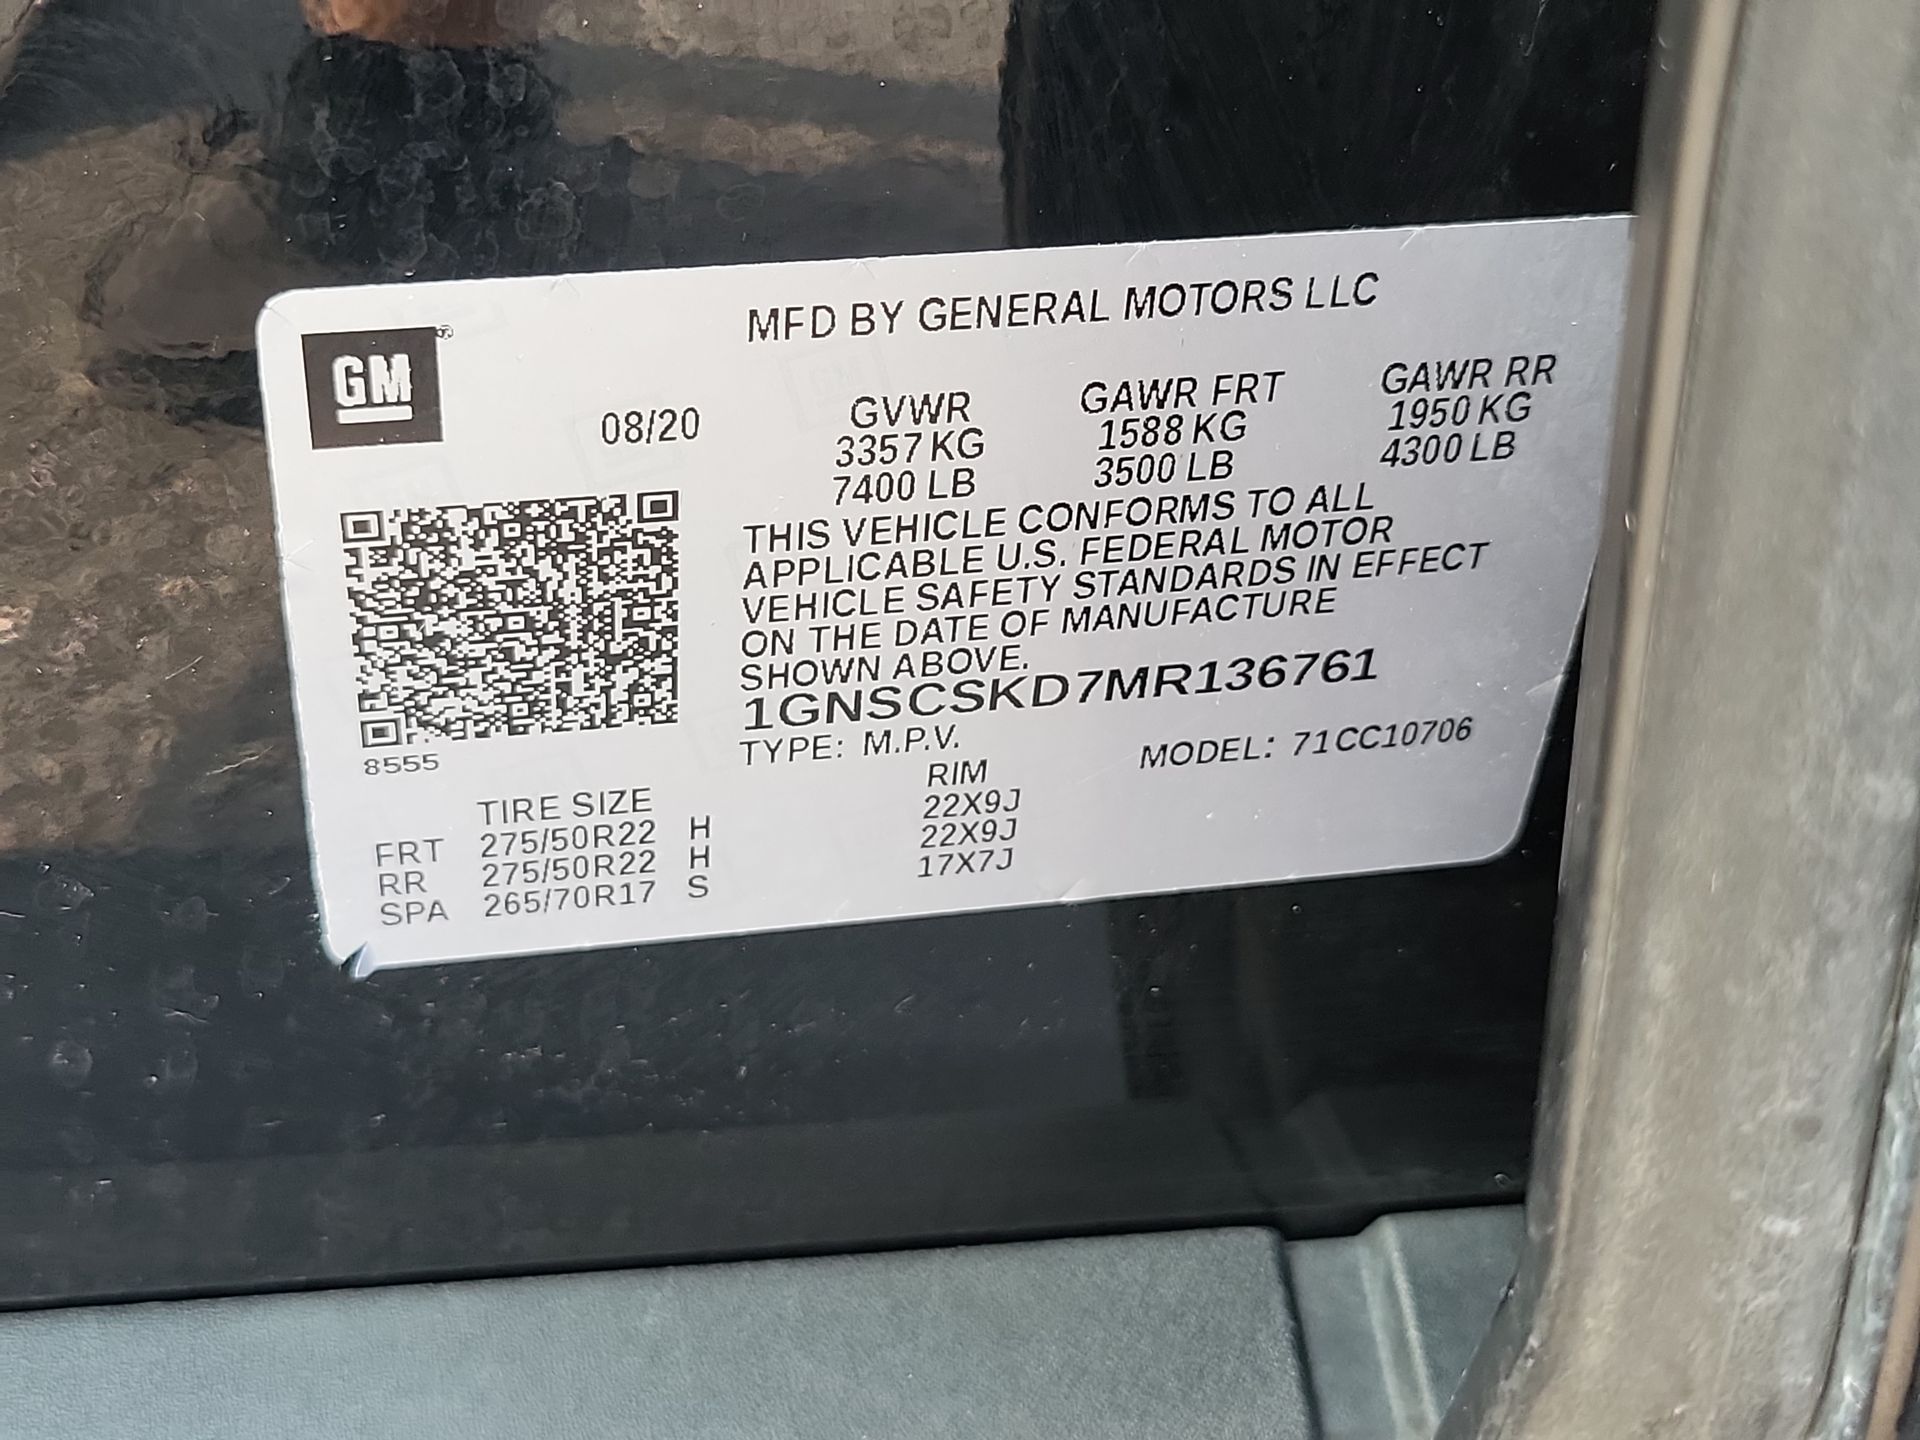 MFD BY GENERAL MOTORS LLC
GM®
08/20 GVWR GAWR FRT GAWR RR
3357 KG 1588 KG 1950 KG
7400 LB 3500 LB 4300 LB
THIS VEHICLE CONFORMS TO ALL
APPLICABLE U.S. FEDERAL MOTOR
VEHICLE SAFETY STANDARDS IN EFFECT
ON THE DATE OF MANUFACTURE
SHOWN ABOVE.
1GNSCSKD7MR136761
TYPE: M.P.V. MODEL: 71CC10706
8555
TIRE SIZE RIM
FRT 275/50R22 H 22X9J
RR 275/50R22 H 22X9J
SPA 265/70R17 S 17X7J